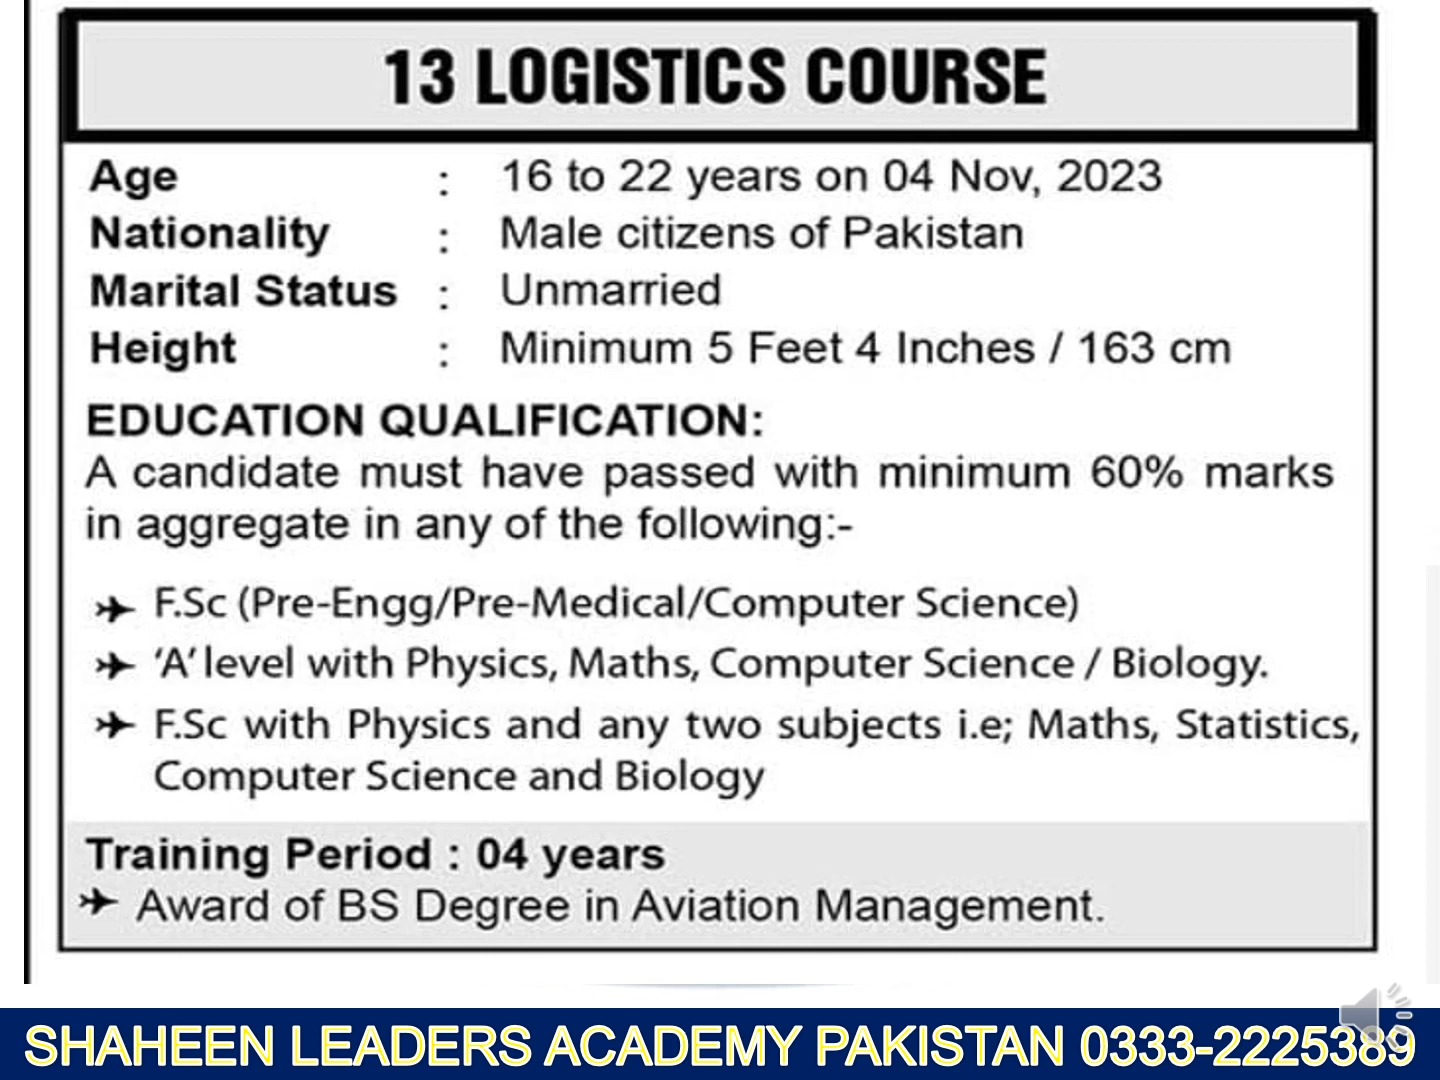 13 LOGISTICS COURSE
Age : 16 to 22 years on 04 Nov, 2023
Nationality : Male citizens of Pakistan
Marital Status : Unmarried
Height : Minimum 5 Feet 4 Inches / 163 cm
EDUCATION QUALIFICATION:
A candidate must have passed with minimum 60% marks
in aggregate in any of the following:-
F.Sc (Pre-Engg/Pre-Medical/Computer Science)
‘A’ level with Physics, Maths, Computer Science / Biology.
F.Sc with Physics and any two subjects i.e; Maths, Statistics,
Computer Science and Biology
Training Period : 04 years
Award of BS Degree in Aviation Management.
SHAHEEN LEADERS ACADEMY PAKISTAN 0333-2225389